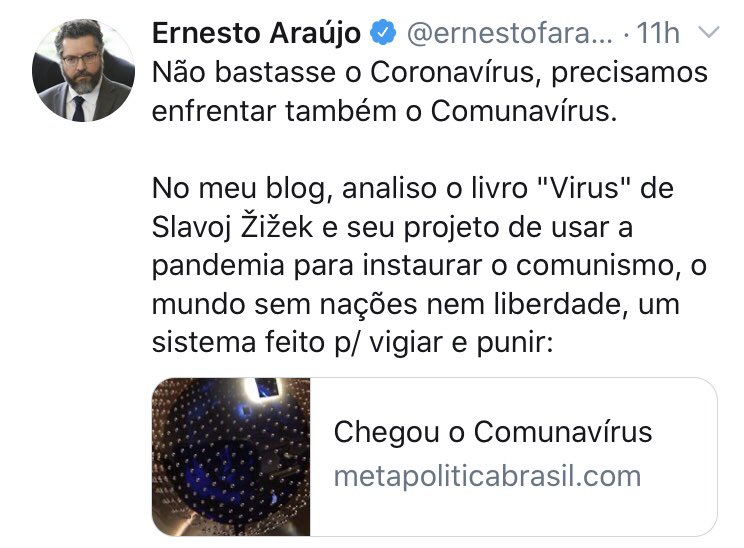 Ernesto Araújo @ernestofara... · 11h
Não bastasse o Coronavírus, precisamos
enfrentar também o Comunavírus.
No meu blog, analiso o livro "Virus" de
Slavoj Žižek e seu projeto de usar a
pandemia para instaurar o comunismo, o
mundo sem nações nem liberdade, um
sistema feito p/ vigiar e punir:
Chegou o Comunavírus
metapoliticabrasil.com